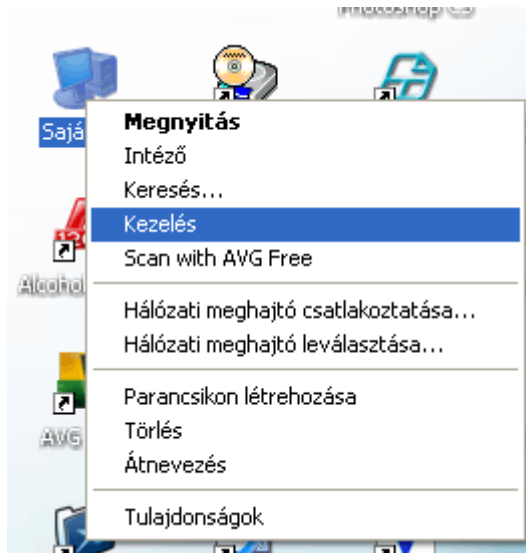 Photoshop CS
Sajá
Megnyitás
Intéző
Keresés...
Kezelés
Scan with AVG Free
Alcohol
Hálózati meghajtó csatlakoztatása...
Hálózati meghajtó leválasztása...
Parancsikon létrehozása
AVG
Törlés
Átnevezés
Tulajdonságok